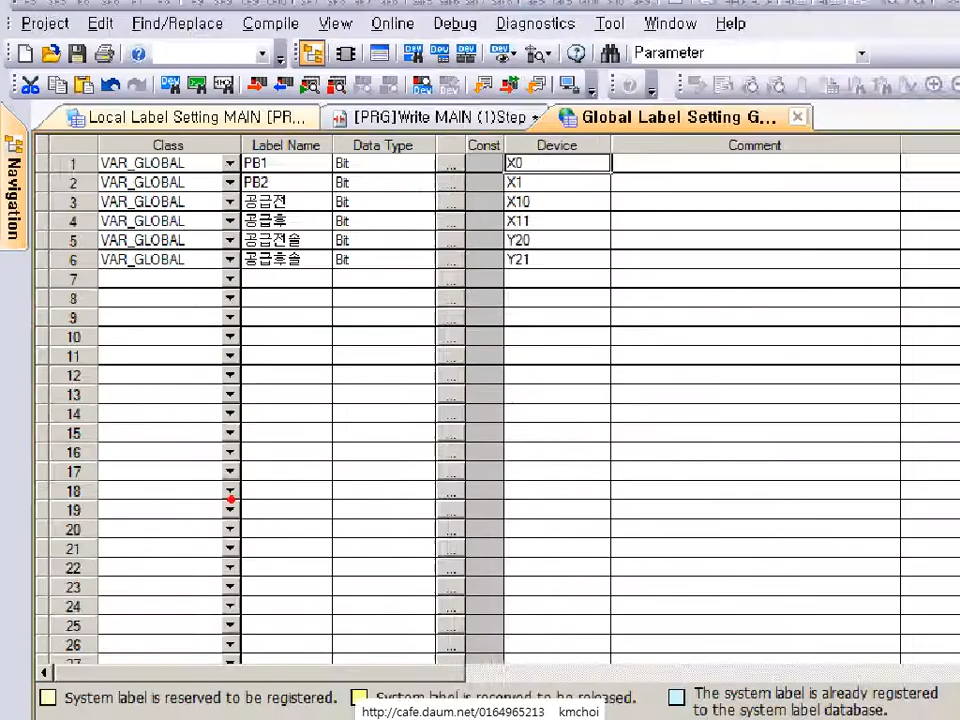 Project Edit Find/Replace Compile View Online Debug Diagnostics Tool Window Help
Parameter
Local Label Setting MAIN [PR... [PRG]Write MAIN (1)Step Global Label Setting G...
Navigation
Class Label Name Data Type Const Device Comment
1 VAR_GLOBAL PB1 Bit ... X0
2 VAR_GLOBAL PB2 Bit ... X1
3 VAR_GLOBAL 공급전 Bit ... X10
4 VAR_GLOBAL 공급후 Bit ... X11
5 VAR_GLOBAL 공급전솔 Bit ... Y20
6 VAR_GLOBAL 공급후솔 Bit ... Y21
7 ...
8 ...
9 ...
10 ...
11 ...
12 ...
13 ...
14 ...
15 ...
16 ...
17 ...
18 ...
19 ...
20 ...
21 ...
22 ...
23 ...
24 ...
25 ...
26 ...
System label is reserved to be registered. System label is reserved to be released. The system label is already registered
to the system label database.
http://cafe.daum.net/0164965213 kmchoi